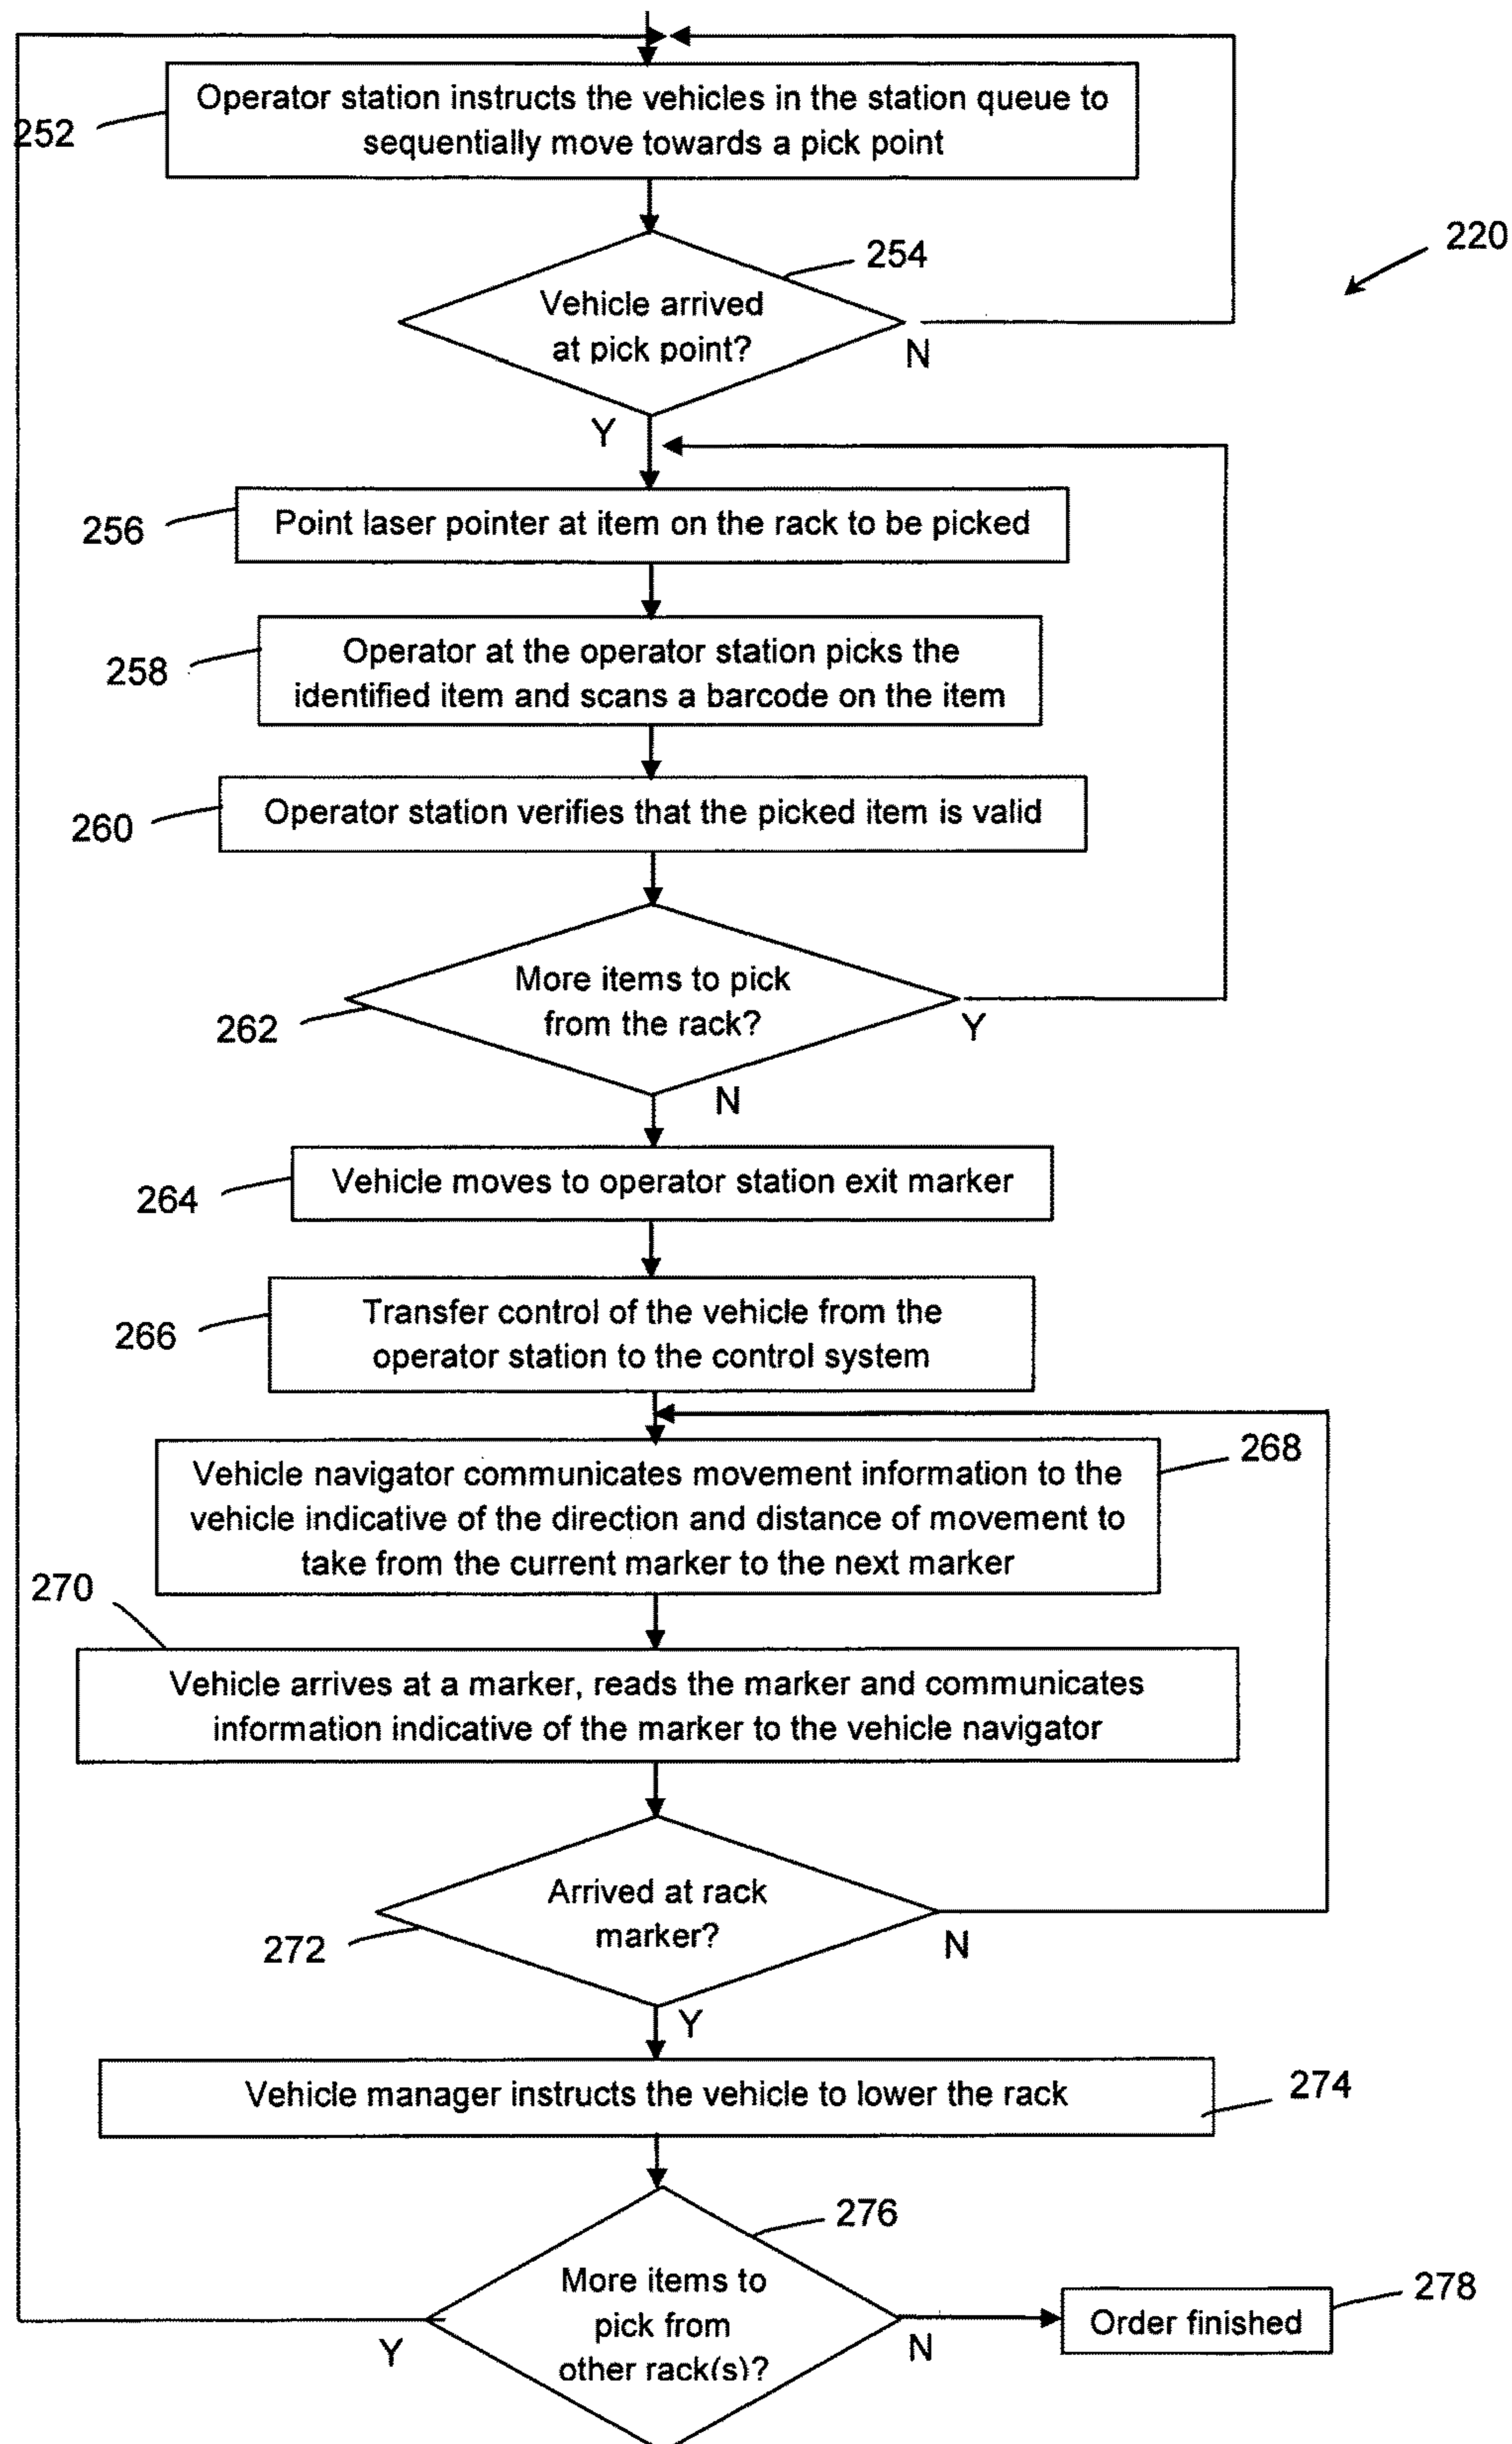 252
Operator station instructs the vehicles in the station queue to
sequentially move towards a pick point
220
254
Vehicle arrived
at pick point?
N
Y
256
Point laser pointer at item on the rack to be picked
258
Operator at the operator station picks the
identified item and scans a barcode on the item
260
Operator station verifies that the picked item is valid
262
More items to pick
from the rack?
Y
N
264
Vehicle moves to operator station exit marker
266
Transfer control of the vehicle from the
operator station to the control system
268
Vehicle navigator communicates movement information to the
vehicle indicative of the direction and distance of movement to
take from the current marker to the next marker
270
Vehicle arrives at a marker, reads the marker and communicates
information indicative of the marker to the vehicle navigator
272
Arrived at rack
marker?
N
Y
Vehicle manager instructs the vehicle to lower the rack
274
276
More items to
pick from
other rack(s)?
Y
N
278
Order finished